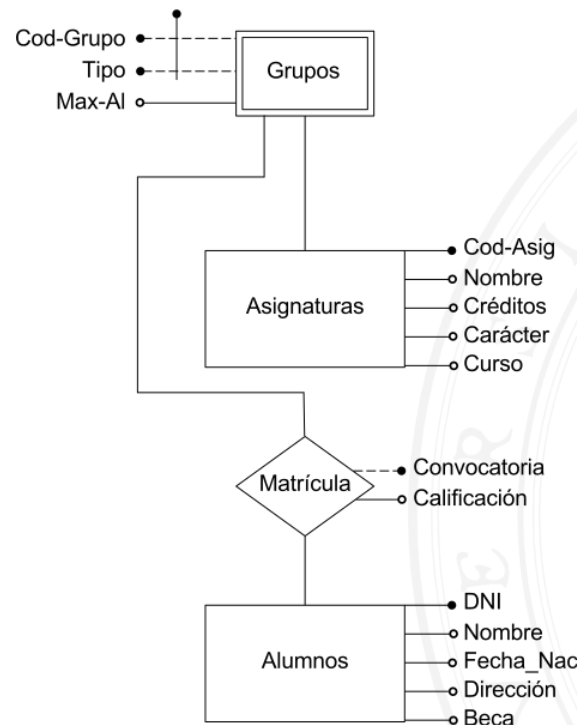 Cod-Grupo
Tipo
Max-Al
Grupos
Asignaturas
Cod-Asig
Nombre
Créditos
Carácter
Curso
Matrícula
Convocatoria
Calificación
Alumnos
DNI
Nombre
Fecha_Nac
Dirección
Beca